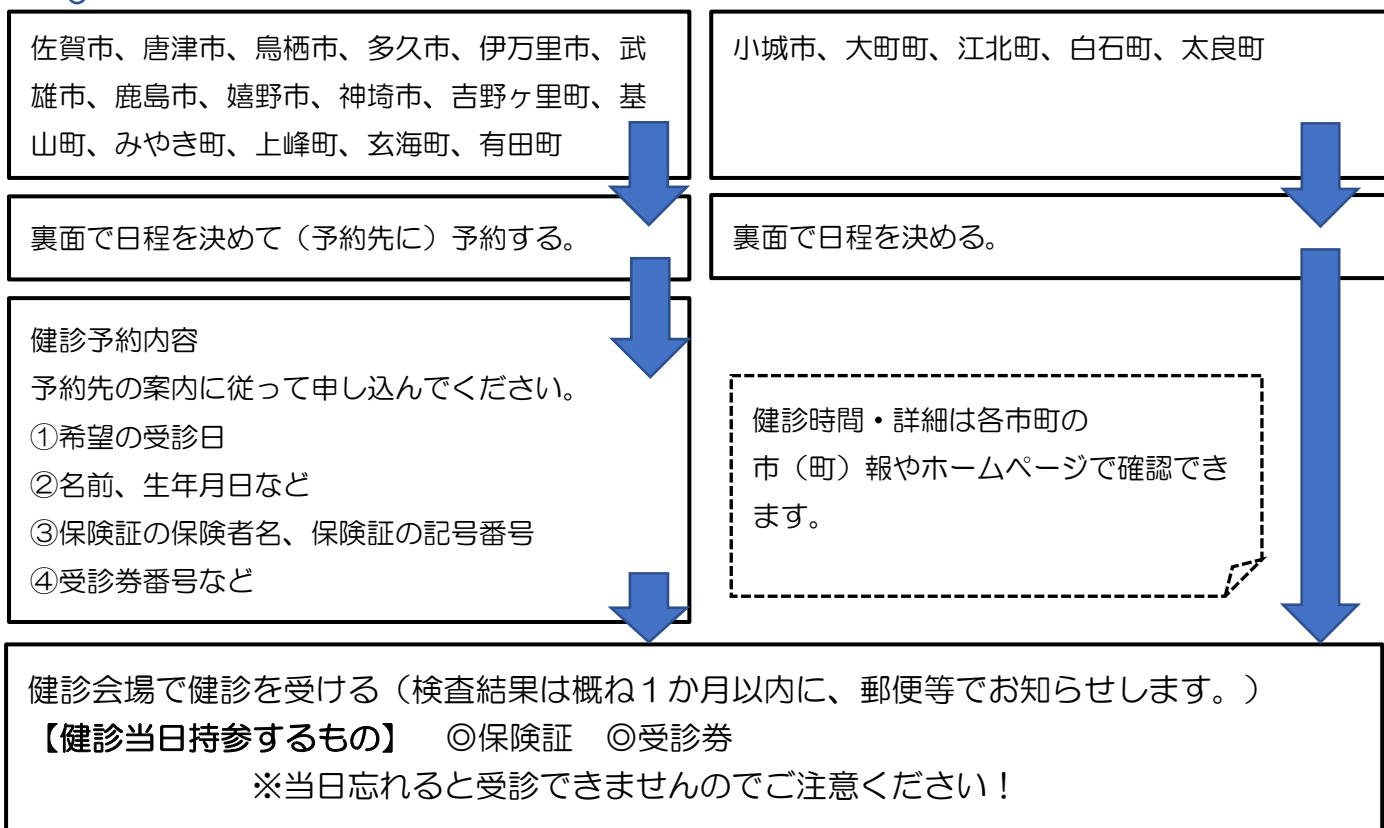 佐賀市、唐津市、鳥栖市、多久市、伊万里市、武
雄市、鹿島市、嬉野市、神埼市、吉野ヶ里町、基
山町、みやき町、上峰町、玄海町、有田町
裏面で日程を決めて（予約先に）予約する。
健診予約内容
予約先の案内に従って申し込んでください。
①希望の受診日
②名前、生年月日など
③保険証の保険者名、保険証の記号番号
④受診券番号など
小城市、大町町、江北町、白石町、太良町
裏面で日程を決める。
健診時間・詳細は各市町の
市（町）報やホームページで確認でき
ます。
健診会場で健診を受ける（検査結果は概ね１か月以内に、郵便等でお知らせします。）
【健診当日持参するもの】　◎保険証　◎受診券
※当日忘れると受診できませんのでご注意ください！